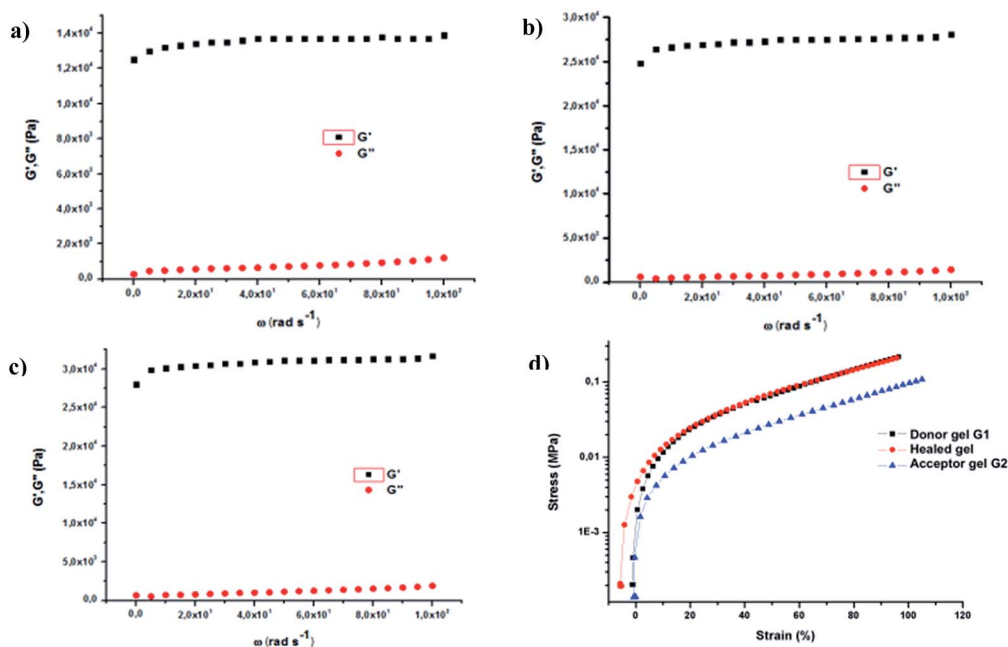 a)
1,4x10⁴
1,2x10⁴
1,0x10⁴
8,0x10³
6,0x10³
4,0x10³
2,0x10³
0,0
G',G'' (Pa)
G'
G''
0,0 2,0x10¹ 4,0x10¹ 6,0x10¹ 8,0x10¹ 1,0x10²
ω (rad s⁻¹)
b)
3,0x10⁴
2,5x10⁴
2,0x10⁴
1,5x10⁴
1,0x10⁴
5,0x10³
0,0
G',G'' (Pa)
G'
G''
0,0 2,0x10¹ 4,0x10¹ 6,0x10¹ 8,0x10¹ 1,0x10²
ω (rad s⁻¹)
c)
3,0x10⁴
2,5x10⁴
2,0x10⁴
1,5x10⁴
1,0x10⁴
5,0x10³
0,0
G',G'' (Pa)
G'
G''
0,0 2,0x10¹ 4,0x10¹ 6,0x10¹ 8,0x10¹ 1,0x10²
ω (rad s⁻¹)
d)
0,1
0,01
1E-3
Stress (MPa)
Donor gel G1
Healed gel
Acceptor gel G2
0 20 40 60 80 100 120
Strain (%)